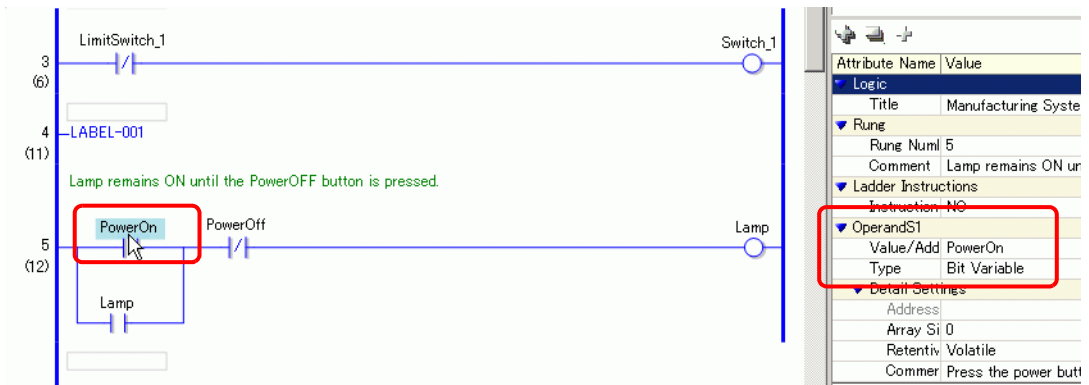 LimitSwitch_1
Switch_1
3
(6)
4
LABEL-001
(11)
Lamp remains ON until the PowerOFF button is pressed.
PowerOn
PowerOff
Lamp
5
(12)
Lamp
Attribute Name Value
Logic
Title Manufacturing Syste
Rung
Rung Numl 5
Comment Lamp remains ON un
Ladder Instructions
Instruction NO
OperandS1
Value/Add PowerOn
Type Bit Variable
Detail Settings
Address
Array Si 0
Retentiv Volatile
Commer Press the power butt